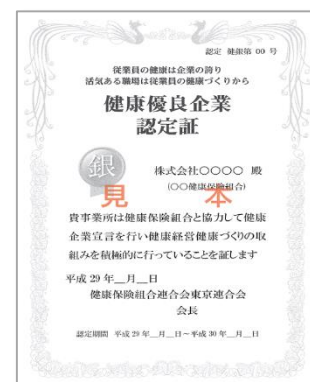 認定 健銀第 00 号
従業員の健康は企業の誇り
活気ある職場は従業員の健康づくりから
健康優良企業
認定証
銀
株式会社○○○○ 殿
(○○健康保険組合)
見本
貴事業所は健康保険組合と協力して健康
企業宣言を行い健康経営健康づくりの取
組みを積極的に行っていることを証します
平成 29 年__月__日
健康保険組合連合会東京連合会
会長
認定期間 平成 29 年__月__日~平成 30 年__月__日